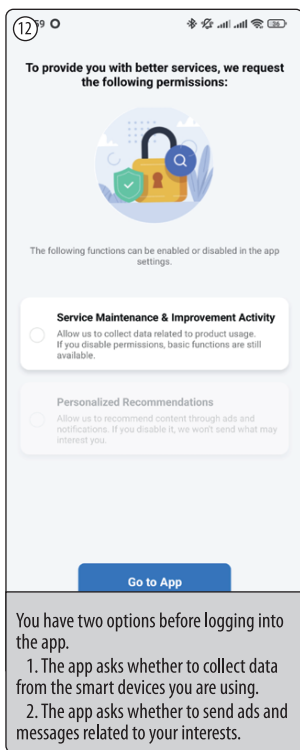 12
59
36
To provide you with better services, we request
the following permissions:
The following functions can be enabled or disabled in the app
settings.
Service Maintenance & Improvement Activity
Allow us to collect data related to product usage.
If you disable permissions, basic functions are still
available.
Personalized Recommendations
Allow us to recommend content through ads and
notifications. If you disable it, we won't send what may
interest you.
Go to App
You have two options before logging into
the app.
1. The app asks whether to collect data
from the smart devices you are using.
2. The app asks whether to send ads and
messages related to your interests.